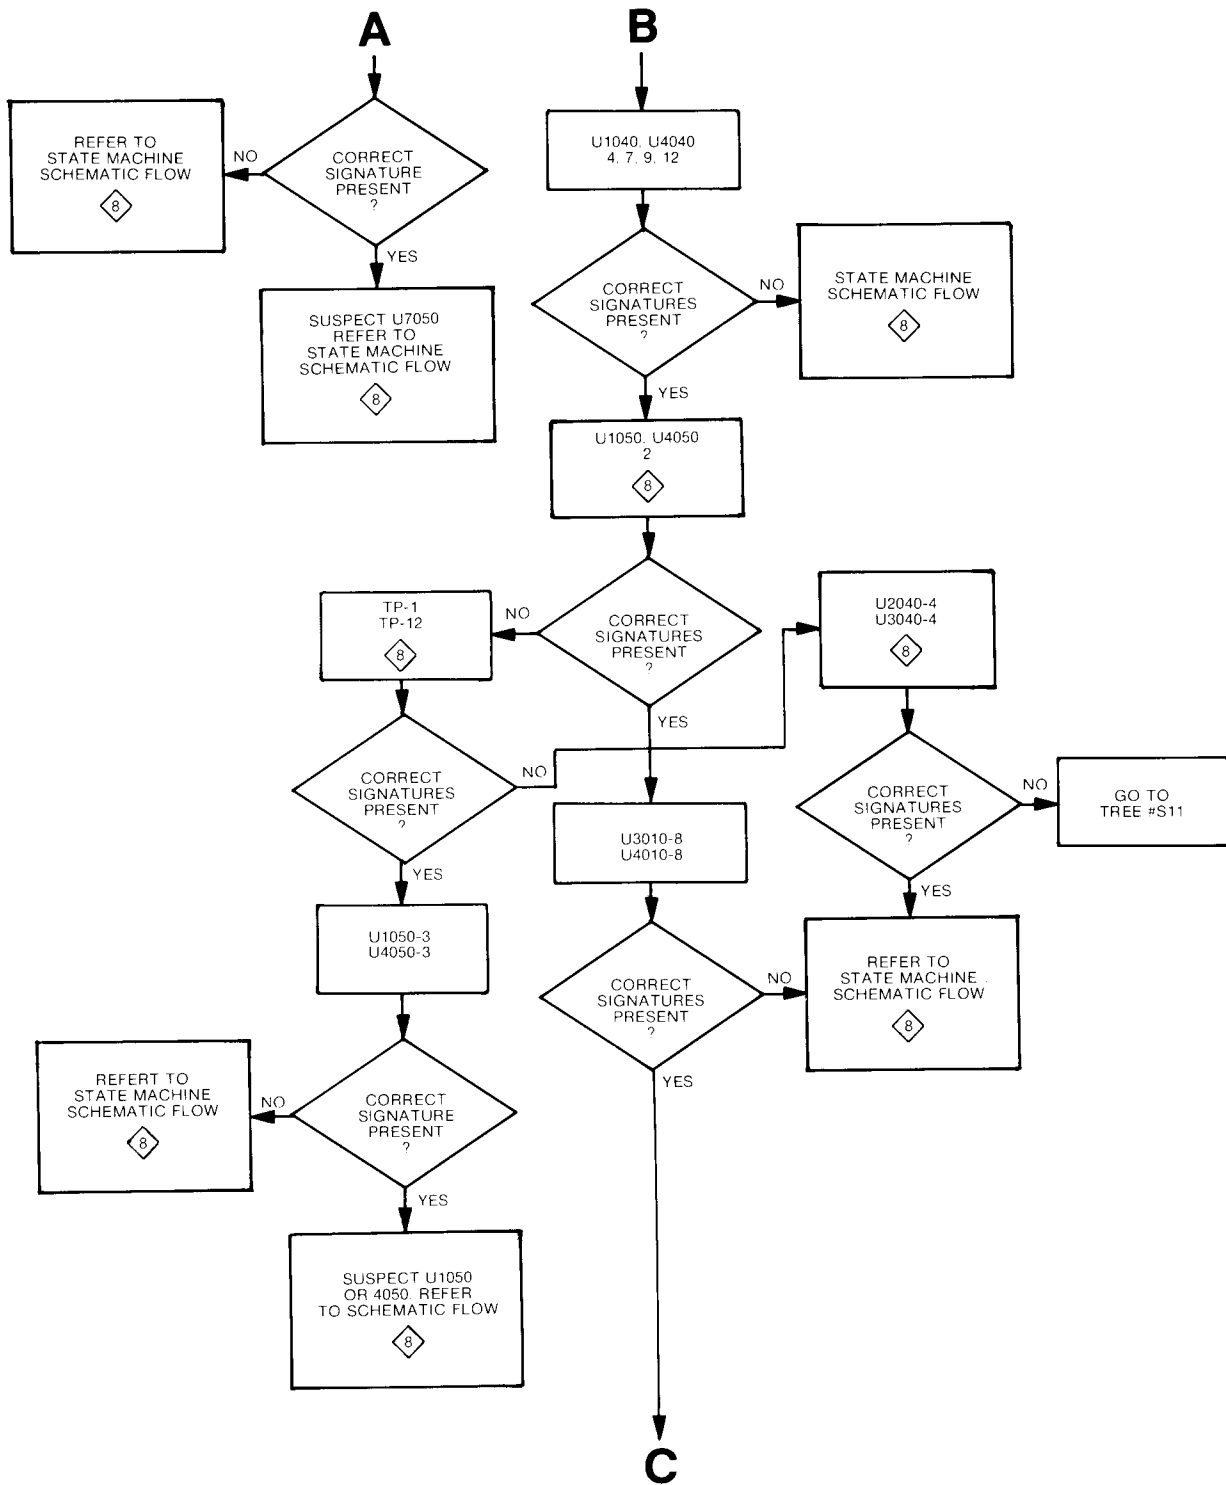 A
CORRECT
SIGNATURE
PRESENT
?
NO
REFER TO
STATE MACHINE
SCHEMATIC FLOW
8
YES
SUSPECT U7050
REFER TO
STATE MACHINE
SCHEMATIC FLOW
8
B
U1040, U4040
4, 7, 9, 12
CORRECT
SIGNATURES
PRESENT
?
NO
STATE MACHINE
SCHEMATIC FLOW
8
YES
U1050, U4050
2
8
CORRECT
SIGNATURES
PRESENT
?
NO
TP-1
TP-12
8
CORRECT
SIGNATURES
PRESENT
?
NO
U2040-4
U3040-4
8
CORRECT
SIGNATURES
PRESENT
?
NO
GO TO
TREE #S11
YES
REFER TO
STATE MACHINE
SCHEMATIC FLOW
8
YES
U1050-3
U4050-3
CORRECT
SIGNATURE
PRESENT
?
NO
REFERT TO
STATE MACHINE
SCHEMATIC FLOW
8
YES
SUSPECT U1050
OR 4050. REFER
TO SCHEMATIC FLOW
8
YES
U3010-8
U4010-8
CORRECT
SIGNATURES
PRESENT
?
NO
YES
C